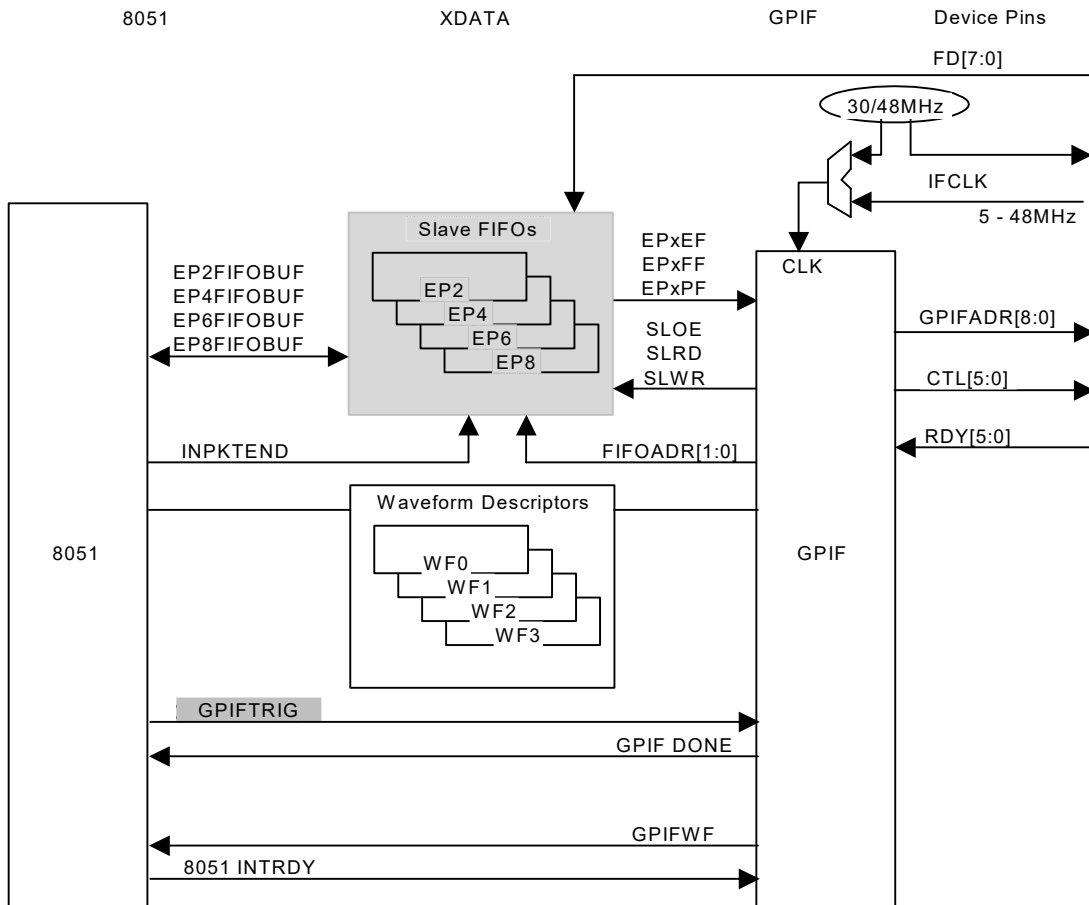 8051 XDATA GPIF Device Pins
FD[7:0]
30/48MHz
IFCLK
5 - 48MHz
Slave FIFOs
EP2
EP4
EP6
EP8
EP2FIFOBUF
EP4FIFOBUF
EP6FIFOBUF
EP8FIFOBUF
EPxEF
EPxFF
EPxPF
SLOE
SLRD
SLWR
CLK
GPIFADR[8:0]
CTL[5:0]
RDY[5:0]
INPKTEND
FIFOADR[1:0]
Waveform Descriptors
WF0
WF1
WF2
WF3
8051
GPIF
GPIFTRIG
GPIF DONE
GPIFWF
8051 INTRDY